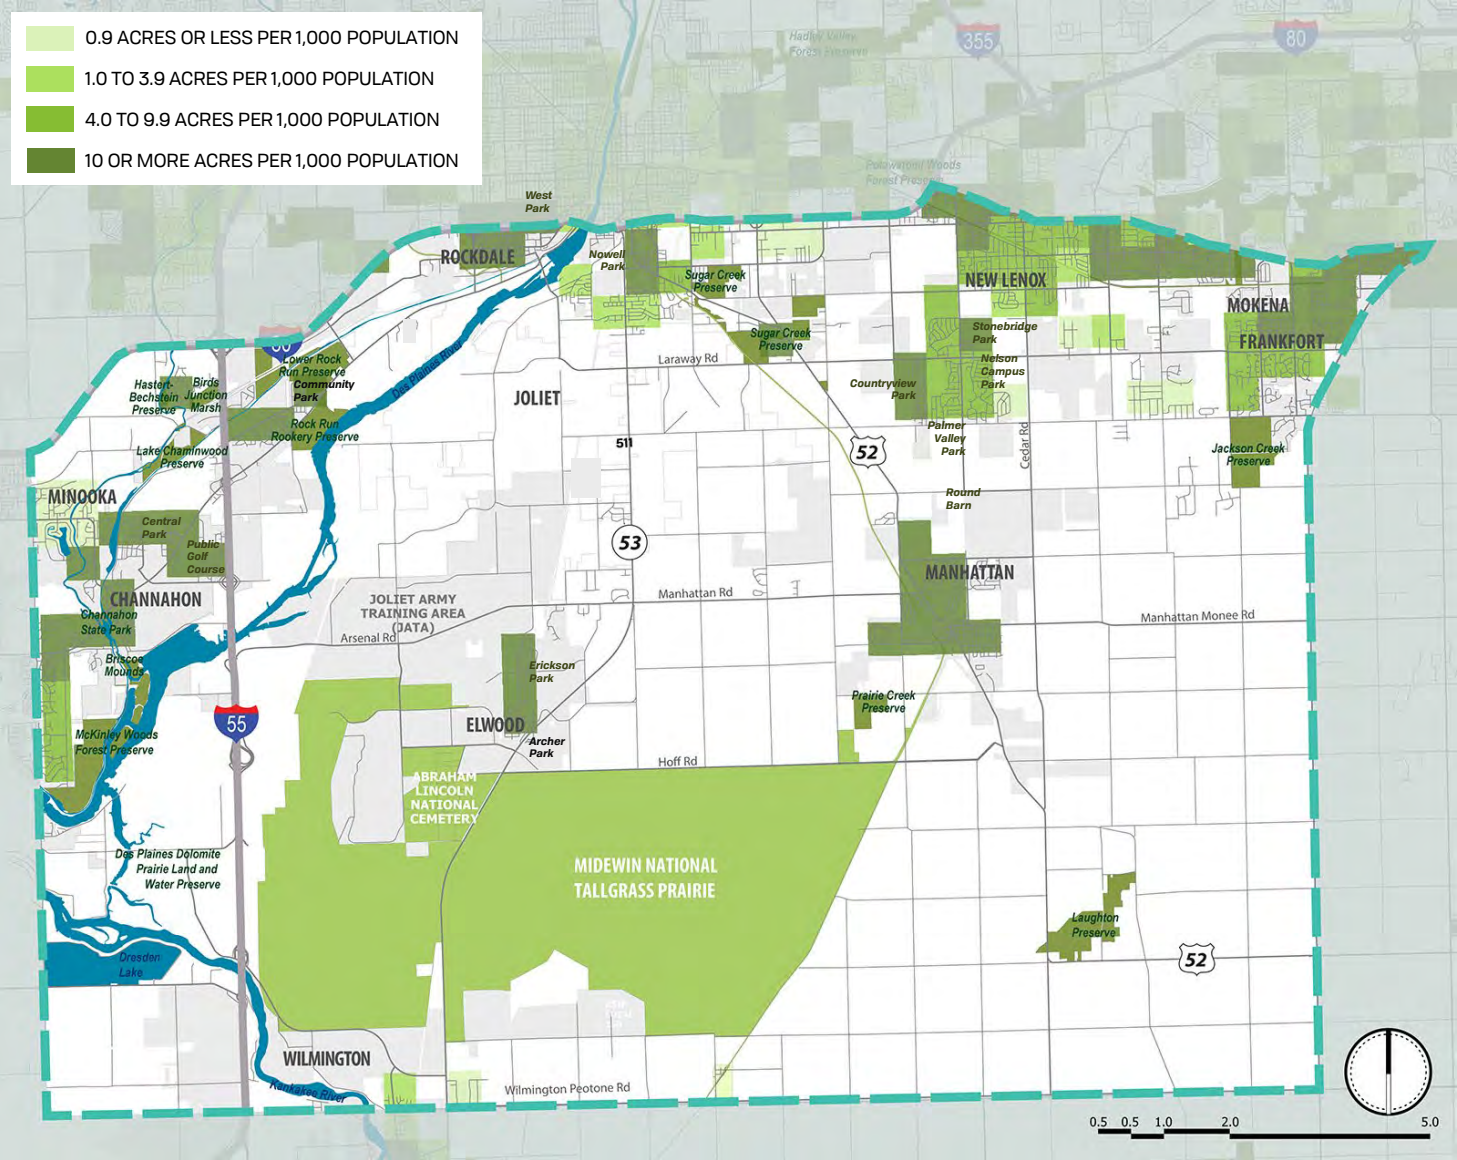 0.9 ACRES OR LESS PER 1,000 POPULATION
1.0 TO 3.9 ACRES PER 1,000 POPULATION
4.0 TO 9.9 ACRES PER 1,000 POPULATION
10 OR MORE ACRES PER 1,000 POPULATION
Hadley Valley
Forest Preserve
355
80
Potawatomi Woods
Forest Preserve
West
Park
ROCKDALE
Nowell
Park
Sugar Creek
Preserve
NEW LENOX
MOKENA
FRANKFORT
Sugar Creek
Preserve
Stonebridge
Park
Laraway Rd
Nelson
Campus
Park
Countryview
Park
Lower Rock
Run Preserve
Community
Park
Des Plaines River
Hastert-
Bechstein
Preserve
Birds
Junction
Marsh
JOLIET
Rock Run
Rookery Preserve
511
52
Palmer
Valley
Park
Cedar Rd
Jackson Creek
Preserve
Lake Chaminwood
Preserve
MINOOKA
Round
Barn
Central
Park
Public
Golf
Course
53
MANHATTAN
CHANNAHON
JOLIET ARMY
TRAINING AREA
(JATA)
Manhattan Rd
Channahon
State Park
Arsenal Rd
Manhattan Monee Rd
Briscoe
Mounds
Erickson
Park
Prairie Creek
Preserve
55
ELWOOD
McKinley Woods
Forest Preserve
Archer
Park
Hoff Rd
ABRAHAM
LINCOLN
NATIONAL
CEMETERY
Des Plaines Dolomite
Prairie Land and
Water Preserve
MIDEWIN NATIONAL
TALLGRASS PRAIRIE
Laughton
Preserve
Dresden
Lake
52
WILMINGTON
Kankakee River
Wilmington Peotone Rd
0.5 0.5 1.0 2.0 5.0